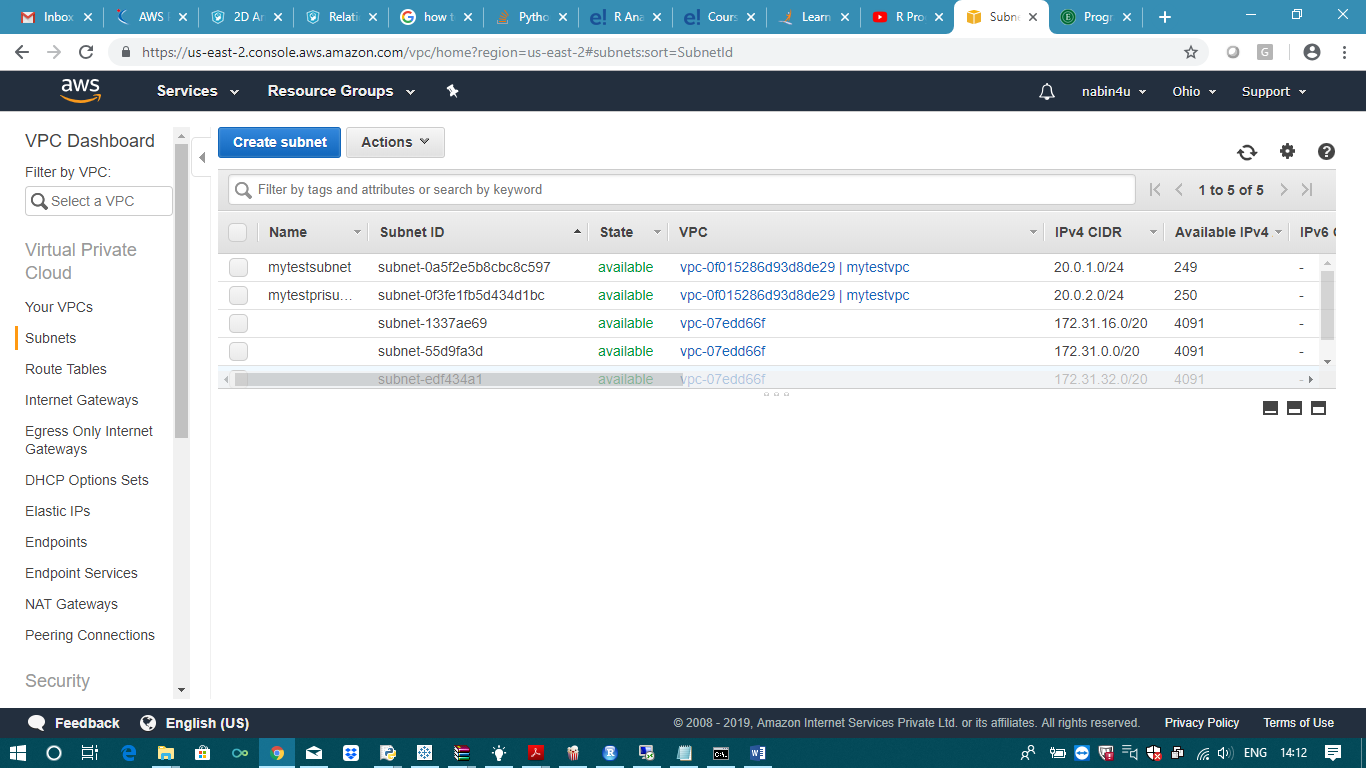 Inbox
AWS
2D Ar
Relati
how t
Pytho
R Ana
Cours
Learn
R Pro
Subne
Progr
https://us-east-2.console.aws.amazon.com/vpc/home?region=us-east-2#subnets:sort=SubnetId
G
aws
Services
Resource Groups
nabin4u
Ohio
Support
VPC Dashboard
Filter by VPC:
Select a VPC
Virtual Private
Cloud
Your VPCs
Subnets
Route Tables
Internet Gateways
Egress Only Internet
Gateways
DHCP Options Sets
Elastic IPs
Endpoints
Endpoint Services
NAT Gateways
Peering Connections
Security
Create subnet Actions
Filter by tags and attributes or search by keyword
1 to 5 of 5
Name Subnet ID State VPC IPv4 CIDR Available IPv4 IPv6
mytestsubnet subnet-0a5f2e5b8cbc8c597 available vpc-0f015286d93d8de29 | mytestvpc 20.0.1.0/24 249 -
mytestprisu... subnet-0f3fe1fb5d434d1bc available vpc-0f015286d93d8de29 | mytestvpc 20.0.2.0/24 250 -
subnet-1337ae69 available vpc-07edd66f 172.31.16.0/20 4091 -
subnet-55d9fa3d available vpc-07edd66f 172.31.0.0/20 4091 -
subnet-edf434a1 available vpc-07edd66f 172.31.32.0/20 4091 -
Feedback English (US)
© 2008 - 2019, Amazon Internet Services Private Ltd. or its affiliates. All rights reserved. Privacy Policy Terms of Use
ENG 14:12